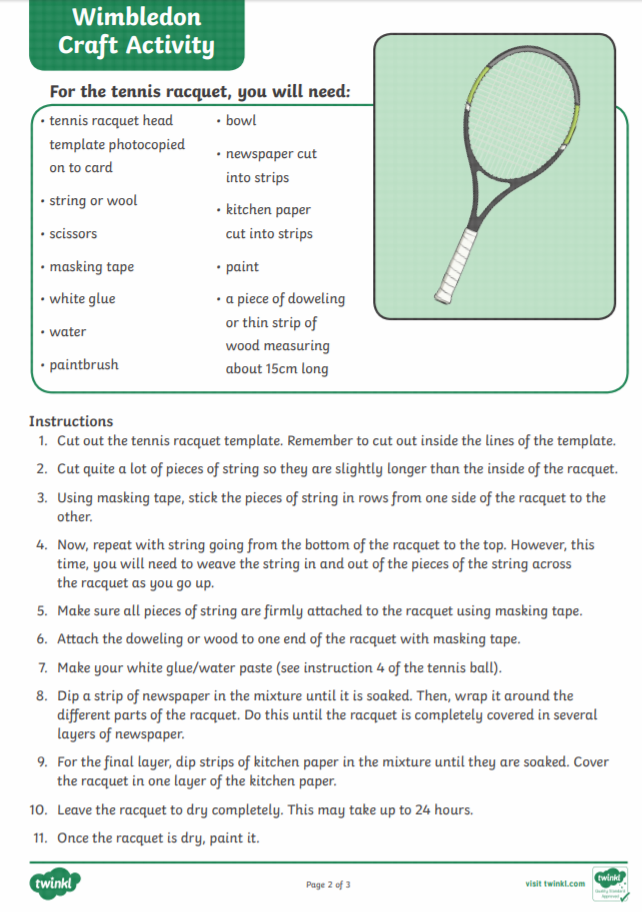 Wimbledon
Craft Activity
For the tennis racquet, you will need:
• tennis racquet head
template photocopied
on to card
• string or wool
• scissors
• masking tape
• white glue
• water
• paintbrush
• bowl
• newspaper cut
into strips
• kitchen paper
cut into strips
• paint
• a piece of doweling
or thin strip of
wood measuring
about 15cm long
Instructions
1. Cut out the tennis racquet template. Remember to cut out inside the lines of the template.
2. Cut quite a lot of pieces of string so they are slightly longer than the inside of the racquet.
3. Using masking tape, stick the pieces of string in rows from one side of the racquet to the
other.
4. Now, repeat with string going from the bottom of the racquet to the top. However, this
time, you will need to weave the string in and out of the pieces of the string across
the racquet as you go up.
5. Make sure all pieces of string are firmly attached to the racquet using masking tape.
6. Attach the doweling or wood to one end of the racquet with masking tape.
7. Make your white glue/water paste (see instruction 4 of the tennis ball).
8. Dip a strip of newspaper in the mixture until it is soaked. Then, wrap it around the
different parts of the racquet. Do this until the racquet is completely covered in several
layers of newspaper.
9. For the final layer, dip strips of kitchen paper in the mixture until they are soaked. Cover
the racquet in one layer of the kitchen paper.
10. Leave the racquet to dry completely. This may take up to 24 hours.
11. Once the racquet is dry, paint it.
twinkl
Page 2 of 3
visit twinkl.com
twinkl
Quality Standard
Approved